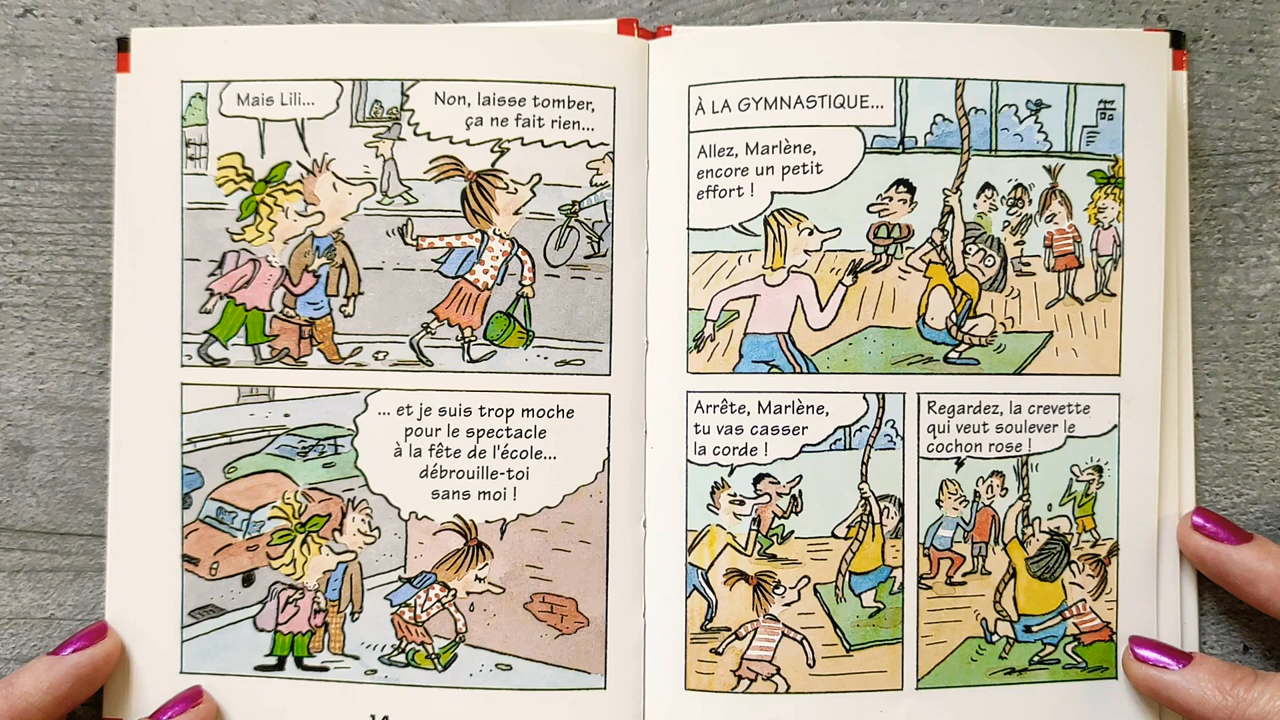 Mais Lili...
Non, laisse tomber,
ça ne fait rien...
... et je suis trop moche
pour le spectacle
à la fête de l'école...
débrouille-toi
sans moi !
À LA GYMNASTIQUE...
Allez, Marlène,
encore un petit
effort !
Arrête, Marlène,
tu vas casser
la corde !
Regardez, la crevette
qui veut soulever le
cochon rose !